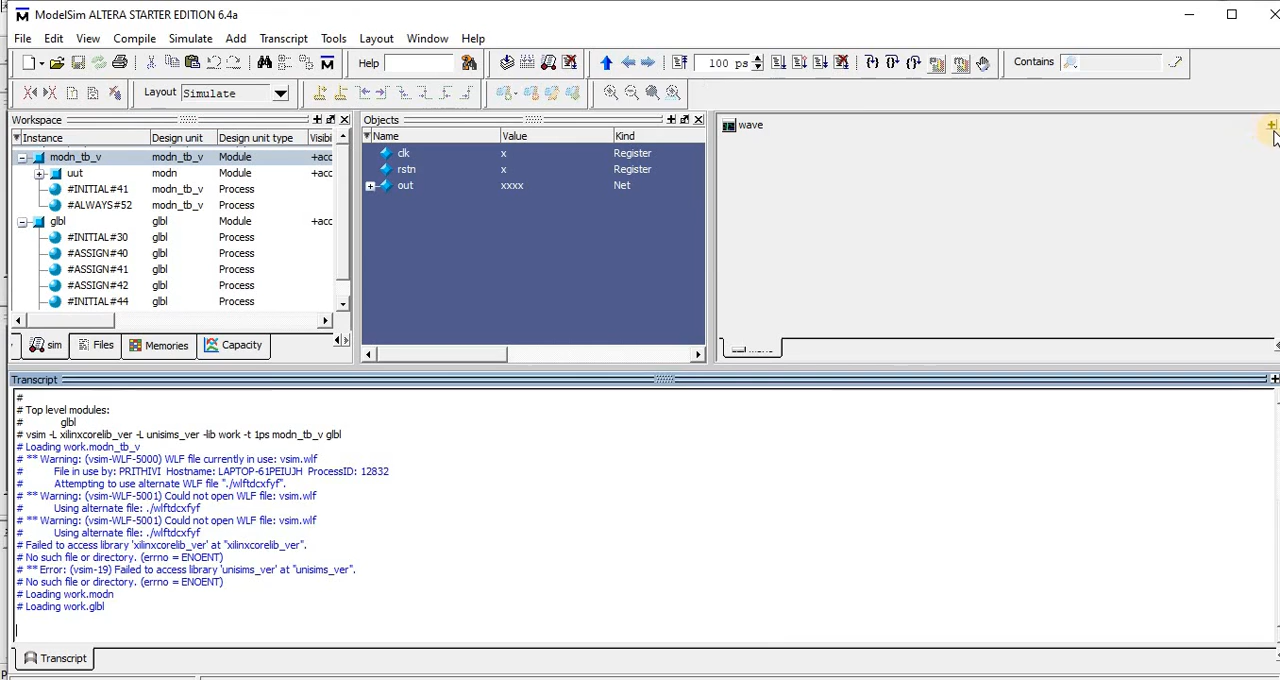 ModelSim ALTERA STARTER EDITION 6.4a
File Edit View Compile Simulate Add Transcript Tools Layout Window Help
Help 100 ps Contains
Layout Simulate
Workspace
Instance Design unit Design unit type Visibi
modn_tb_v modn_tb_v Module +acc
uut modn Module +acc
#INITIAL#41 modn_tb_v Process
#ALWAYS#52 modn_tb_v Process
glbl glbl Module +acc
#INITIAL#30 glbl Process
#ASSIGN#40 glbl Process
#ASSIGN#41 glbl Process
#ASSIGN#42 glbl Process
#INITIAL#44 glbl Process
sim Files Memories Capacity
Objects
Name Value Kind
clk x Register
rstn x Register
out xxxx Net
wave
Transcript
#
# Top level modules:
# glbl
# vsim -L xilinxcorelib_ver -L unisims_ver -lib work -t 1ps modn_tb_v glbl
# Loading work.modn_tb_v
# ** Warning: (vsim-WLF-5000) WLF file currently in use: vsim.wlf
# File in use by: PRITHIVI Hostname: LAPTOP-61PEIUJH ProcessID: 12832
# Attempting to use alternate WLF file "./wlftdcxfyf".
# ** Warning: (vsim-WLF-5001) Could not open WLF file: vsim.wlf
# Using alternate file: ./wlftdcxfyf
# ** Warning: (vsim-WLF-5001) Could not open WLF file: vsim.wlf
# Using alternate file: ./wlftdcxfyf
# Failed to access library 'xilinxcorelib_ver' at "xilinxcorelib_ver".
# No such file or directory. (errno = ENOENT)
# ** Error: (vsim-19) Failed to access library 'unisims_ver' at "unisims_ver".
# No such file or directory. (errno = ENOENT)
# Loading work.modn
# Loading work.glbl
Transcript